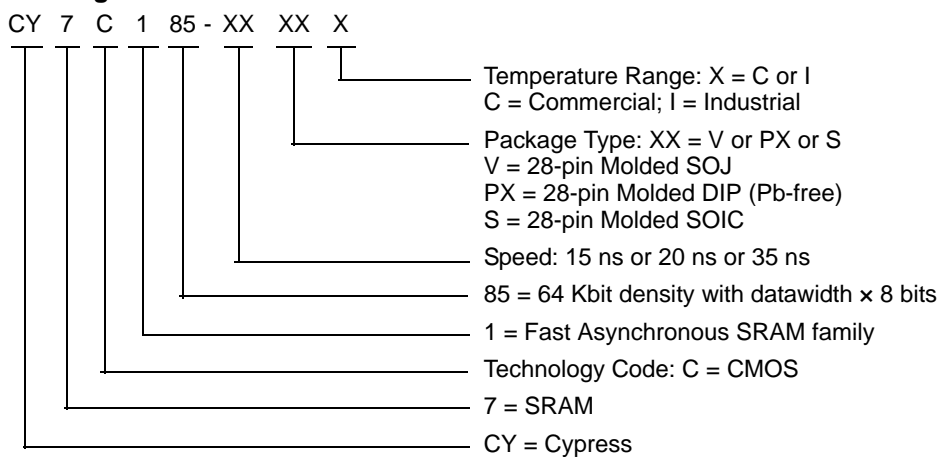 CY 7 C 1 85 - XX XX X
Temperature Range: X = C or I
C = Commercial; I = Industrial
Package Type: XX = V or PX or S
V = 28-pin Molded SOJ
PX = 28-pin Molded DIP (Pb-free)
S = 28-pin Molded SOIC
Speed: 15 ns or 20 ns or 35 ns
85 = 64 Kbit density with datawidth × 8 bits
1 = Fast Asynchronous SRAM family
Technology Code: C = CMOS
7 = SRAM
CY = Cypress